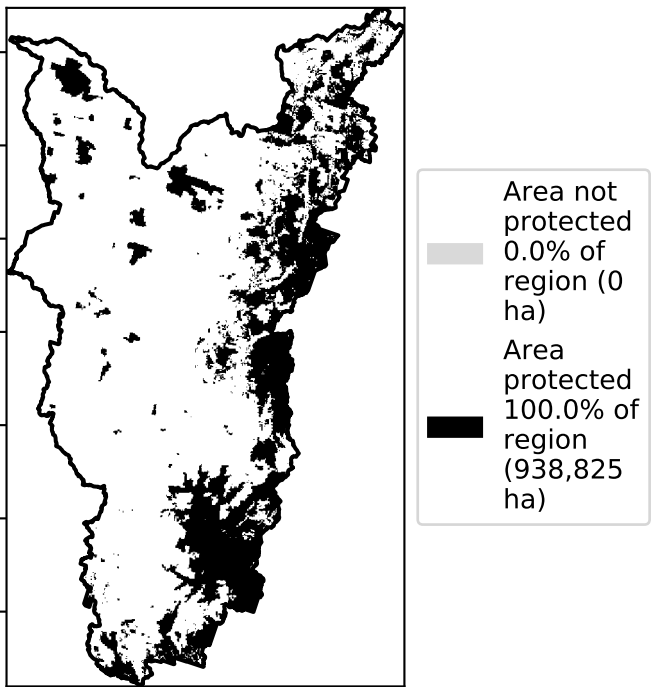 Area not
protected
0.0% of
region (0
ha)
Area
protected
100.0% of
region
(938,825
ha)